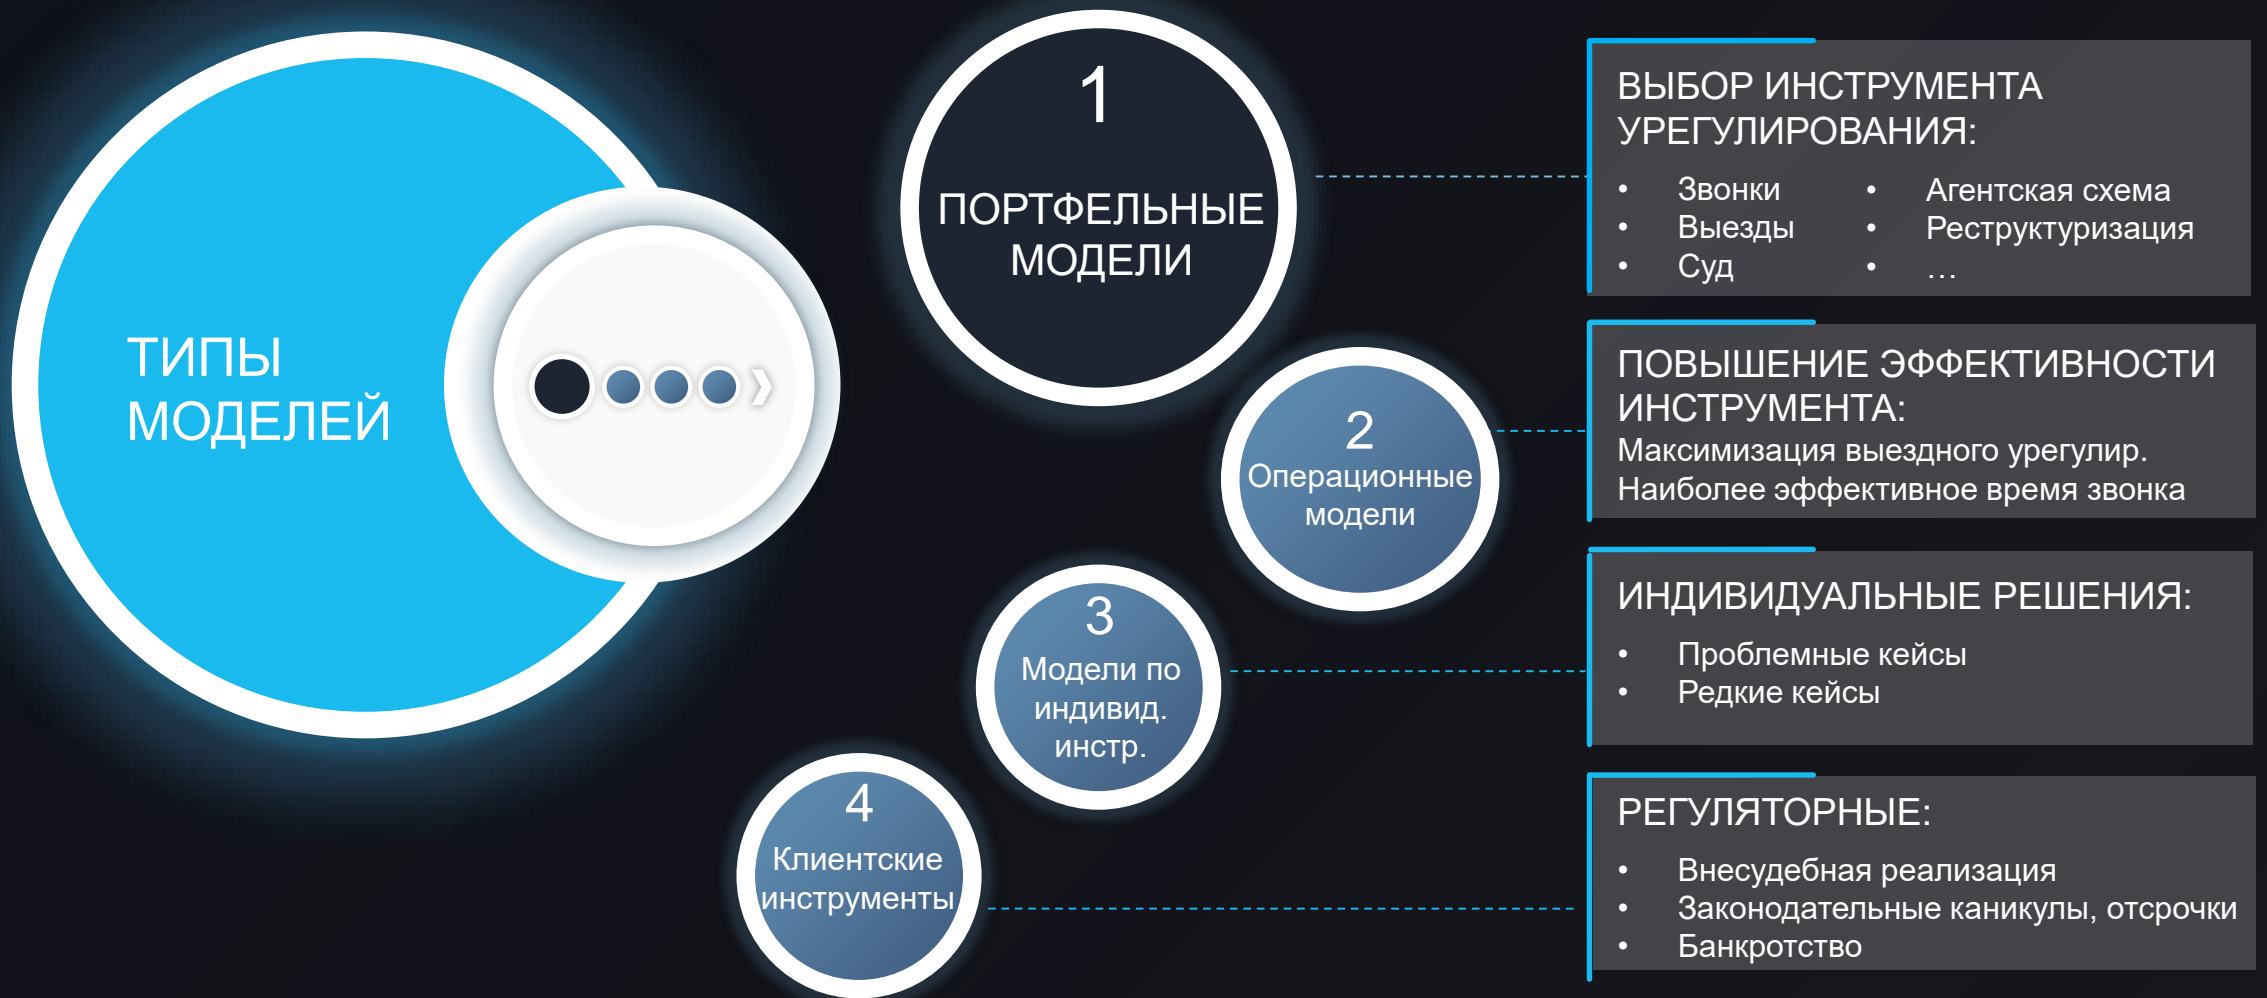 ТИПЫ
МОДЕЛЕЙ
1
ПОРТФЕЛЬНЫЕ
МОДЕЛИ
ВЫБОР ИНСТРУМЕНТА
УРЕГУЛИРОВАНИЯ:
• Звонки
• Выезды
• Суд
• Агентская схема
• Реструктуризация
• …
2
Операционные
модели
ПОВЫШЕНИЕ ЭФФЕКТИВНОСТИ
ИНСТРУМЕНТА:
Максимизация выездного урегулир.
Наиболее эффективное время звонка
3
Модели по
индивид.
инстр.
ИНДИВИДУАЛЬНЫЕ РЕШЕНИЯ:
• Проблемные кейсы
• Редкие кейсы
4
Клиентские
инструменты
РЕГУЛЯТОРНЫЕ:
• Внесудебная реализация
• Законодательные каникулы, отсрочки
• Банкротство